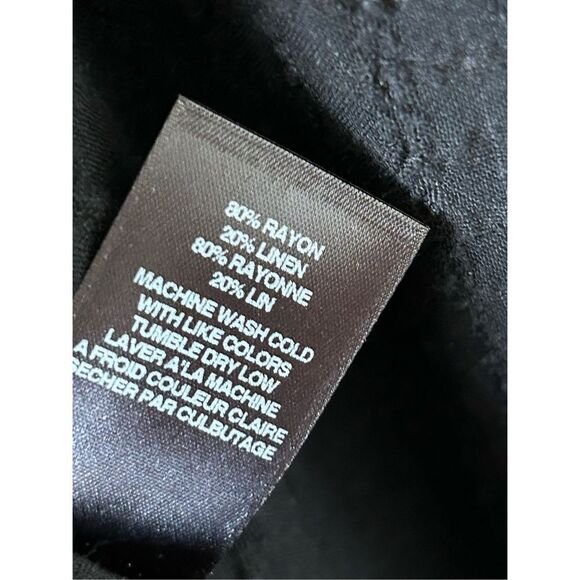 80% RAYON
20% LINEN
80% RAYONNE
20% LIN
MACHINE WASH COLD
WITH LIKE COLORS
TUMBLE DRY LOW
LAVER A'LA MACHINE
A FROID COULEUR CLAIRE
SECHER PAR CULBUTAGE